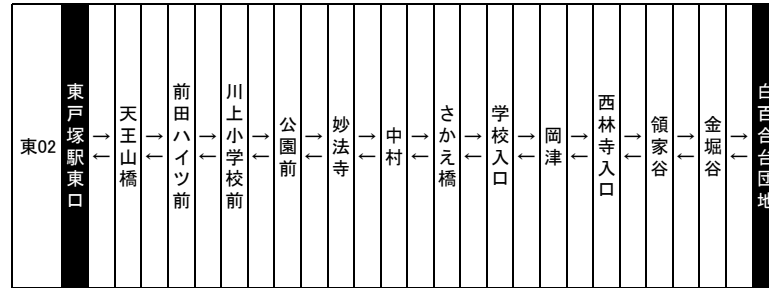 東02
東戸塚駅東口
→
←
天王山橋
→
←
前田ハイツ前
→
←
川上小学校前
→
←
公園前
→
←
妙法寺
→
←
中村
→
←
さかえ橋
→
←
学校入口
→
←
岡津
→
←
西林寺入口
→
←
領家谷
→
←
金堀谷
→
←
白百合台団地